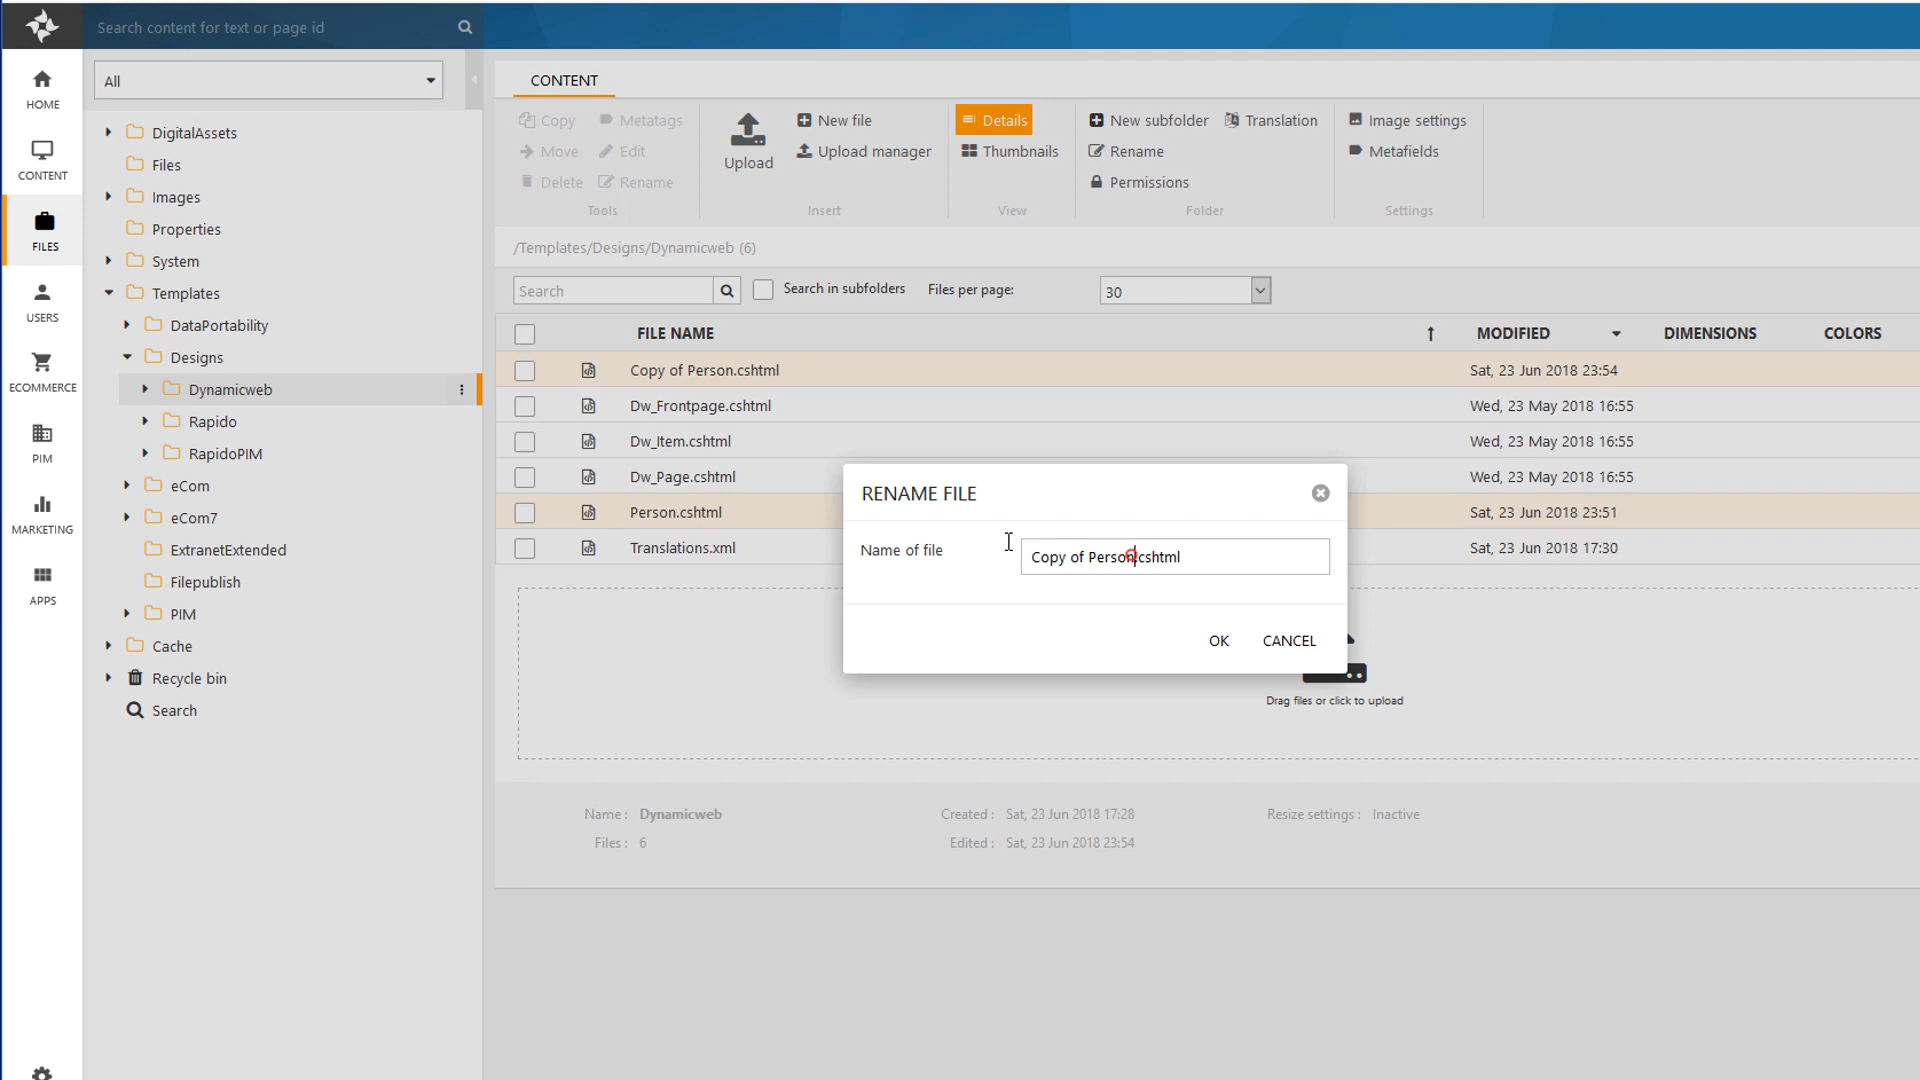 Search content for text or page id
HOME
CONTENT
FILES
USERS
ECOMMERCE
PIM
MARKETING
APPS
All
DigitalAssets
Files
Images
Properties
System
Templates
DataPortability
Designs
Dynamicweb
Rapido
RapidoPIM
eCom
eCom7
ExtranetExtended
Filepublish
PIM
Cache
Recycle bin
Search
CONTENT
Copy
Metatags
Move
Edit
Delete
Rename
Tools
Upload
New file
Upload manager
Insert
Details
Thumbnails
View
New subfolder
Translation
Rename
Permissions
Folder
Image settings
Metafields
Settings
/Templates/Designs/Dynamicweb (6)
Search
Search in subfolders
Files per page:
30
FILE NAME MODIFIED DIMENSIONS COLORS
Copy of Person.cshtml Sat, 23 Jun 2018 23:54
Dw_Frontpage.cshtml Wed, 23 May 2018 16:55
Dw_Item.cshtml Wed, 23 May 2018 16:55
Dw_Page.cshtml Wed, 23 May 2018 16:55
Person.cshtml Sat, 23 Jun 2018 23:51
Translations.xml Sat, 23 Jun 2018 17:30
RENAME FILE
Name of file
Copy of Person.cshtml
OK
CANCEL
Drag files or click to upload
Name : Dynamicweb
Created : Sat, 23 Jun 2018 17:28
Resize settings : Inactive
Files : 6
Edited : Sat, 23 Jun 2018 23:54